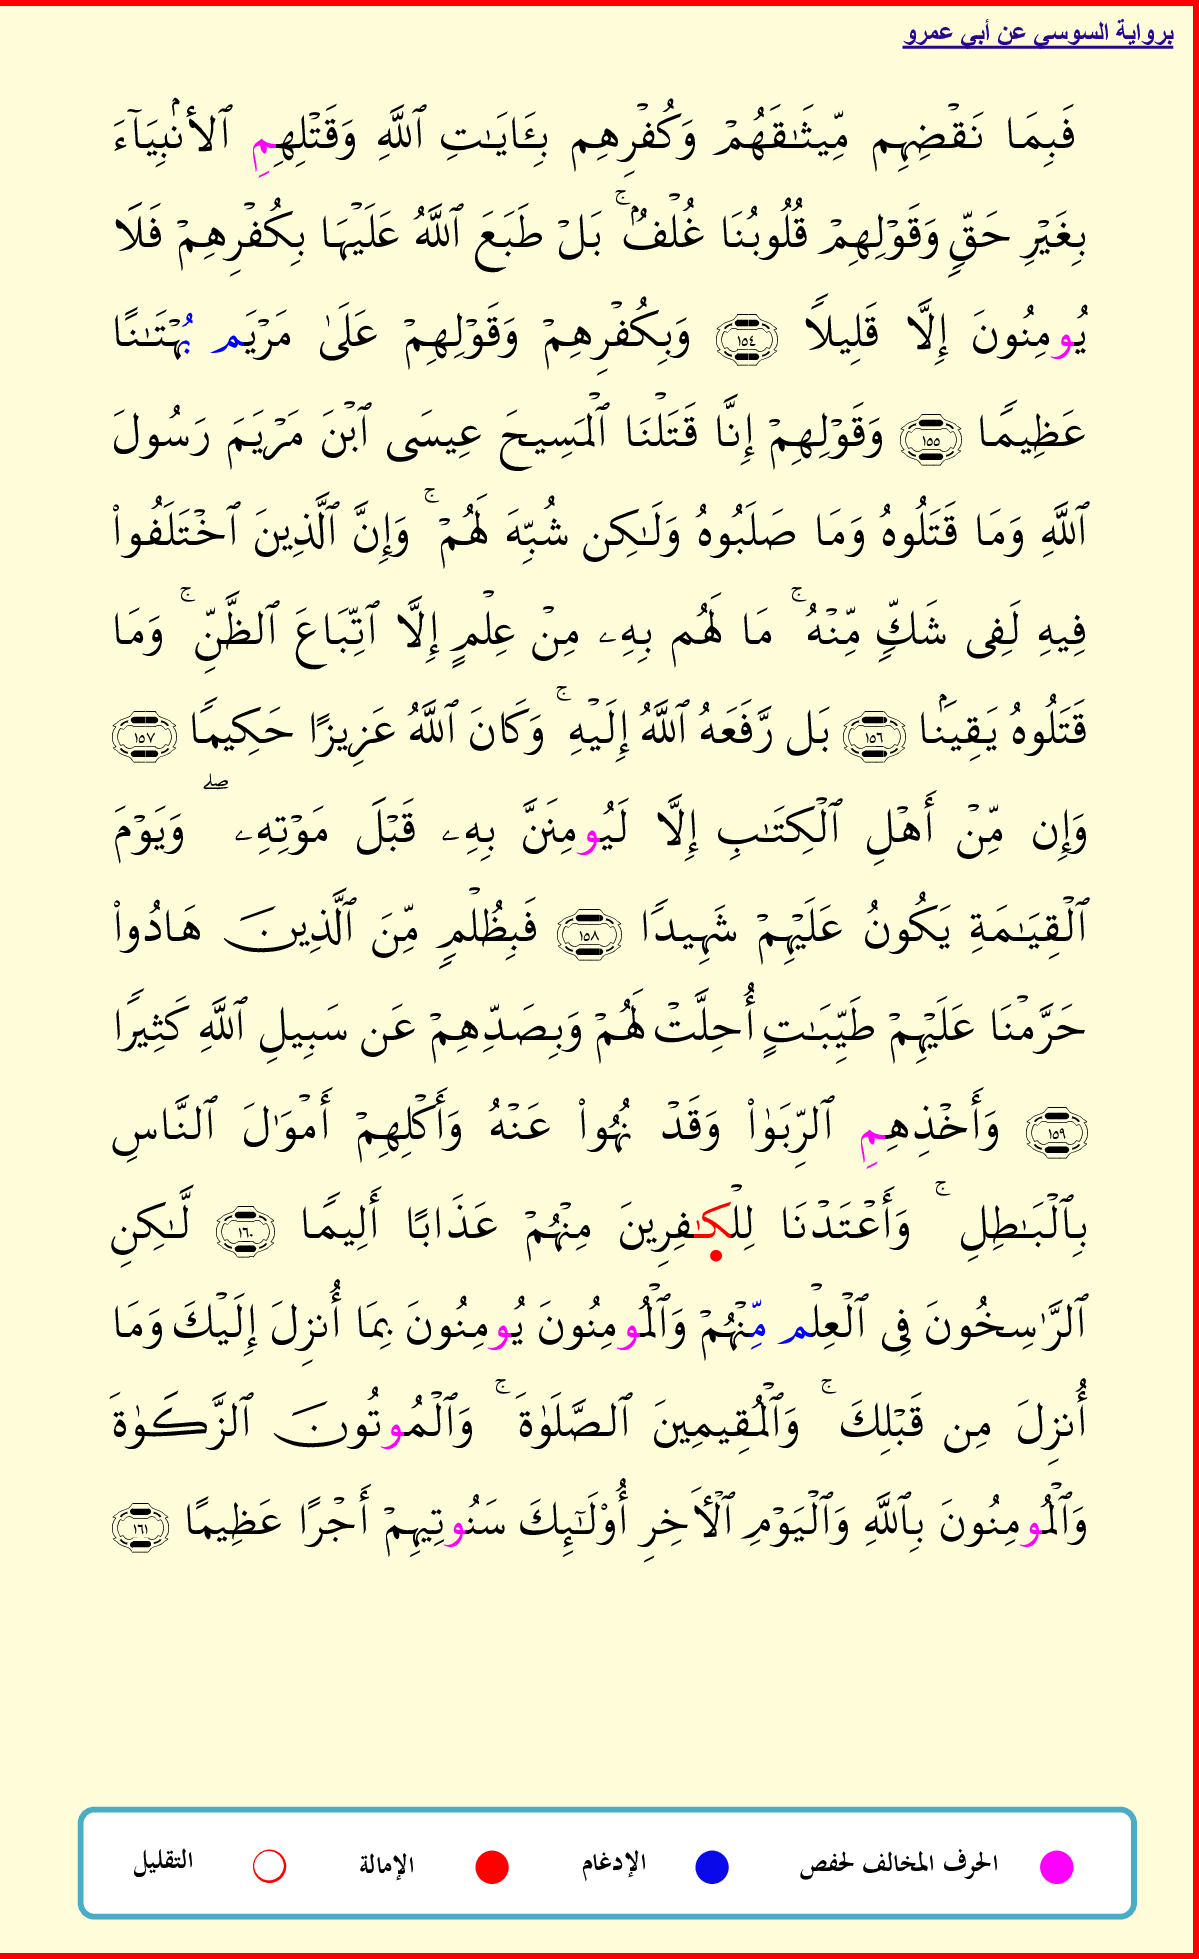 برواية السوسي عن أبي عمرو
فَبِمَا نَقْضِهِم مِّيثَـٰقَهُمْ وَكُفْرِهِم بِـَٔايَـٰتِ ٱللَّهِ وَقَتْلِهِمِ ٱلْأَنۢبِيَآءَ
بِغَيْرِ حَقٍّ وَقَوْلِهِمْ قُلُوبُنَا غُلْفٌۢ ۚ بَلْ طَبَعَ ٱللَّهُ عَلَيْهَا بِكُفْرِهِمْ فَلَا
يُومِنُونَ إِلَّا قَلِيلًا ١٥٤ وَبِكُفْرِهِمْ وَقَوْلِهِمْ عَلَىٰ مَرْيَم بُهْتَـٰنًا
عَظِيمًا ١٥٥ وَقَوْلِهِمْ إِنَّا قَتَلْنَا ٱلْمَسِيحَ عِيسَى ٱبْنَ مَرْيَمَ رَسُولَ
ٱللَّهِ وَمَا قَتَلُوهُ وَمَا صَلَبُوهُ وَلَـٰكِن شُبِّهَ لَهُمْ ۚ وَإِنَّ ٱلَّذِينَ ٱخْتَلَفُوا۟
فِيهِ لَفِى شَكٍّ مِّنْهُ ۚ مَا لَهُم بِهِۦ مِنْ عِلْمٍ إِلَّا ٱتِّبَاعَ ٱلظَّنِّ ۚ وَمَا
قَتَلُوهُ يَقِينًۢا ١٥٦ بَل رَّفَعَهُ ٱللَّهُ إِلَيْهِ ۚ وَكَانَ ٱللَّهُ عَزِيزًا حَكِيمًا ١٥٧
وَإِن مِّنْ أَهْلِ ٱلْكِتَـٰبِ إِلَّا لَيُومِنَنَّ بِهِۦ قَبْلَ مَوْتِهِۦ ۖ وَيَوْمَ
ٱلْقِيَـٰمَةِ يَكُونُ عَلَيْهِمْ شَهِيدًا ١٥٨ فَبِظُلْمٍ مِّنَ ٱلَّذِينَ هَادُوا۟
حَرَّمْنَا عَلَيْهِمْ طَيِّبَـٰتٍ أُحِلَّتْ لَهُمْ وَبِصَدِّهِمْ عَن سَبِيلِ ٱللَّهِ كَثِيرًا
١٥٩ وَأَخْذِهِمِ ٱلرِّبَوٰا۟ وَقَدْ نُهُوا۟ عَنْهُ وَأَكْلِهِمْ أَمْوَٰلَ ٱلنَّاسِ
بِٱلْبَـٰطِلِ ۚ وَأَعْتَدْنَا لِلْكَـٰفِرِينَ مِنْهُمْ عَذَابًا أَلِيمًا ١٦٠ لَّـٰكِنِ
ٱلرَّٰسِخُونَ فِى ٱلْعِلْم مِّنْهُمْ وَٱلْمُومِنُونَ يُومِنُونَ بِمَا أُنزِلَ إِلَيْكَ وَمَا
أُنزِلَ مِن قَبْلِكَ ۚ وَٱلْمُقِيمِينَ ٱلصَّلَوٰةَ ۚ وَٱلْمُوتُونَ ٱلزَّكَوٰةَ
وَٱلْمُومِنُونَ بِٱللَّهِ وَٱلْيَوْمِ ٱلْأَخِرِ أُو۟لَـٰٓئِكَ سَنُوتِيهِمْ أَجْرًا عَظِيمًا ١٦١
الحرف المخالف لحفص الإدغام الإمالة التقليل